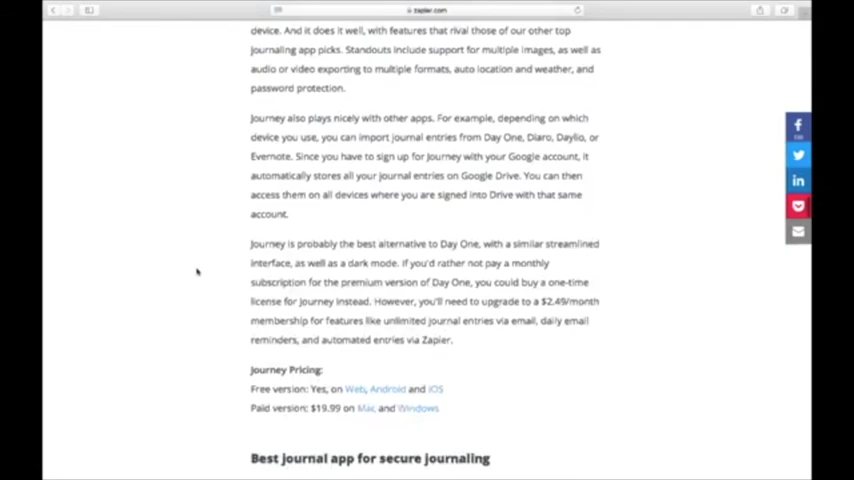 zapier.com
device. And it does it well, with features that rival those of our other top
journaling app picks. Standouts include support for multiple images, as well as
audio or video exporting to multiple formats, auto location and weather, and
password protection.
Journey also plays nicely with other apps. For example, depending on which
device you use, you can import journal entries from Day One, Diaro, Daylio, or
Evernote. Since you have to sign up for Journey with your Google account, it
automatically stores all your journal entries on Google Drive. You can then
access them on all devices where you are signed into Drive with that same
account.
Journey is probably the best alternative to Day One, with a similar streamlined
interface, as well as a dark mode. If you'd rather not pay a monthly
subscription for the premium version of Day One, you could buy a one-time
license for Journey instead. However, you'll need to upgrade to a $2.49/month
membership for features like unlimited journal entries via email, daily email
reminders, and automated entries via Zapier.
Journey Pricing:
Free version: Yes, on Web, Android and iOS
Paid version: $19.99 on Mac and Windows
Best journal app for secure journaling